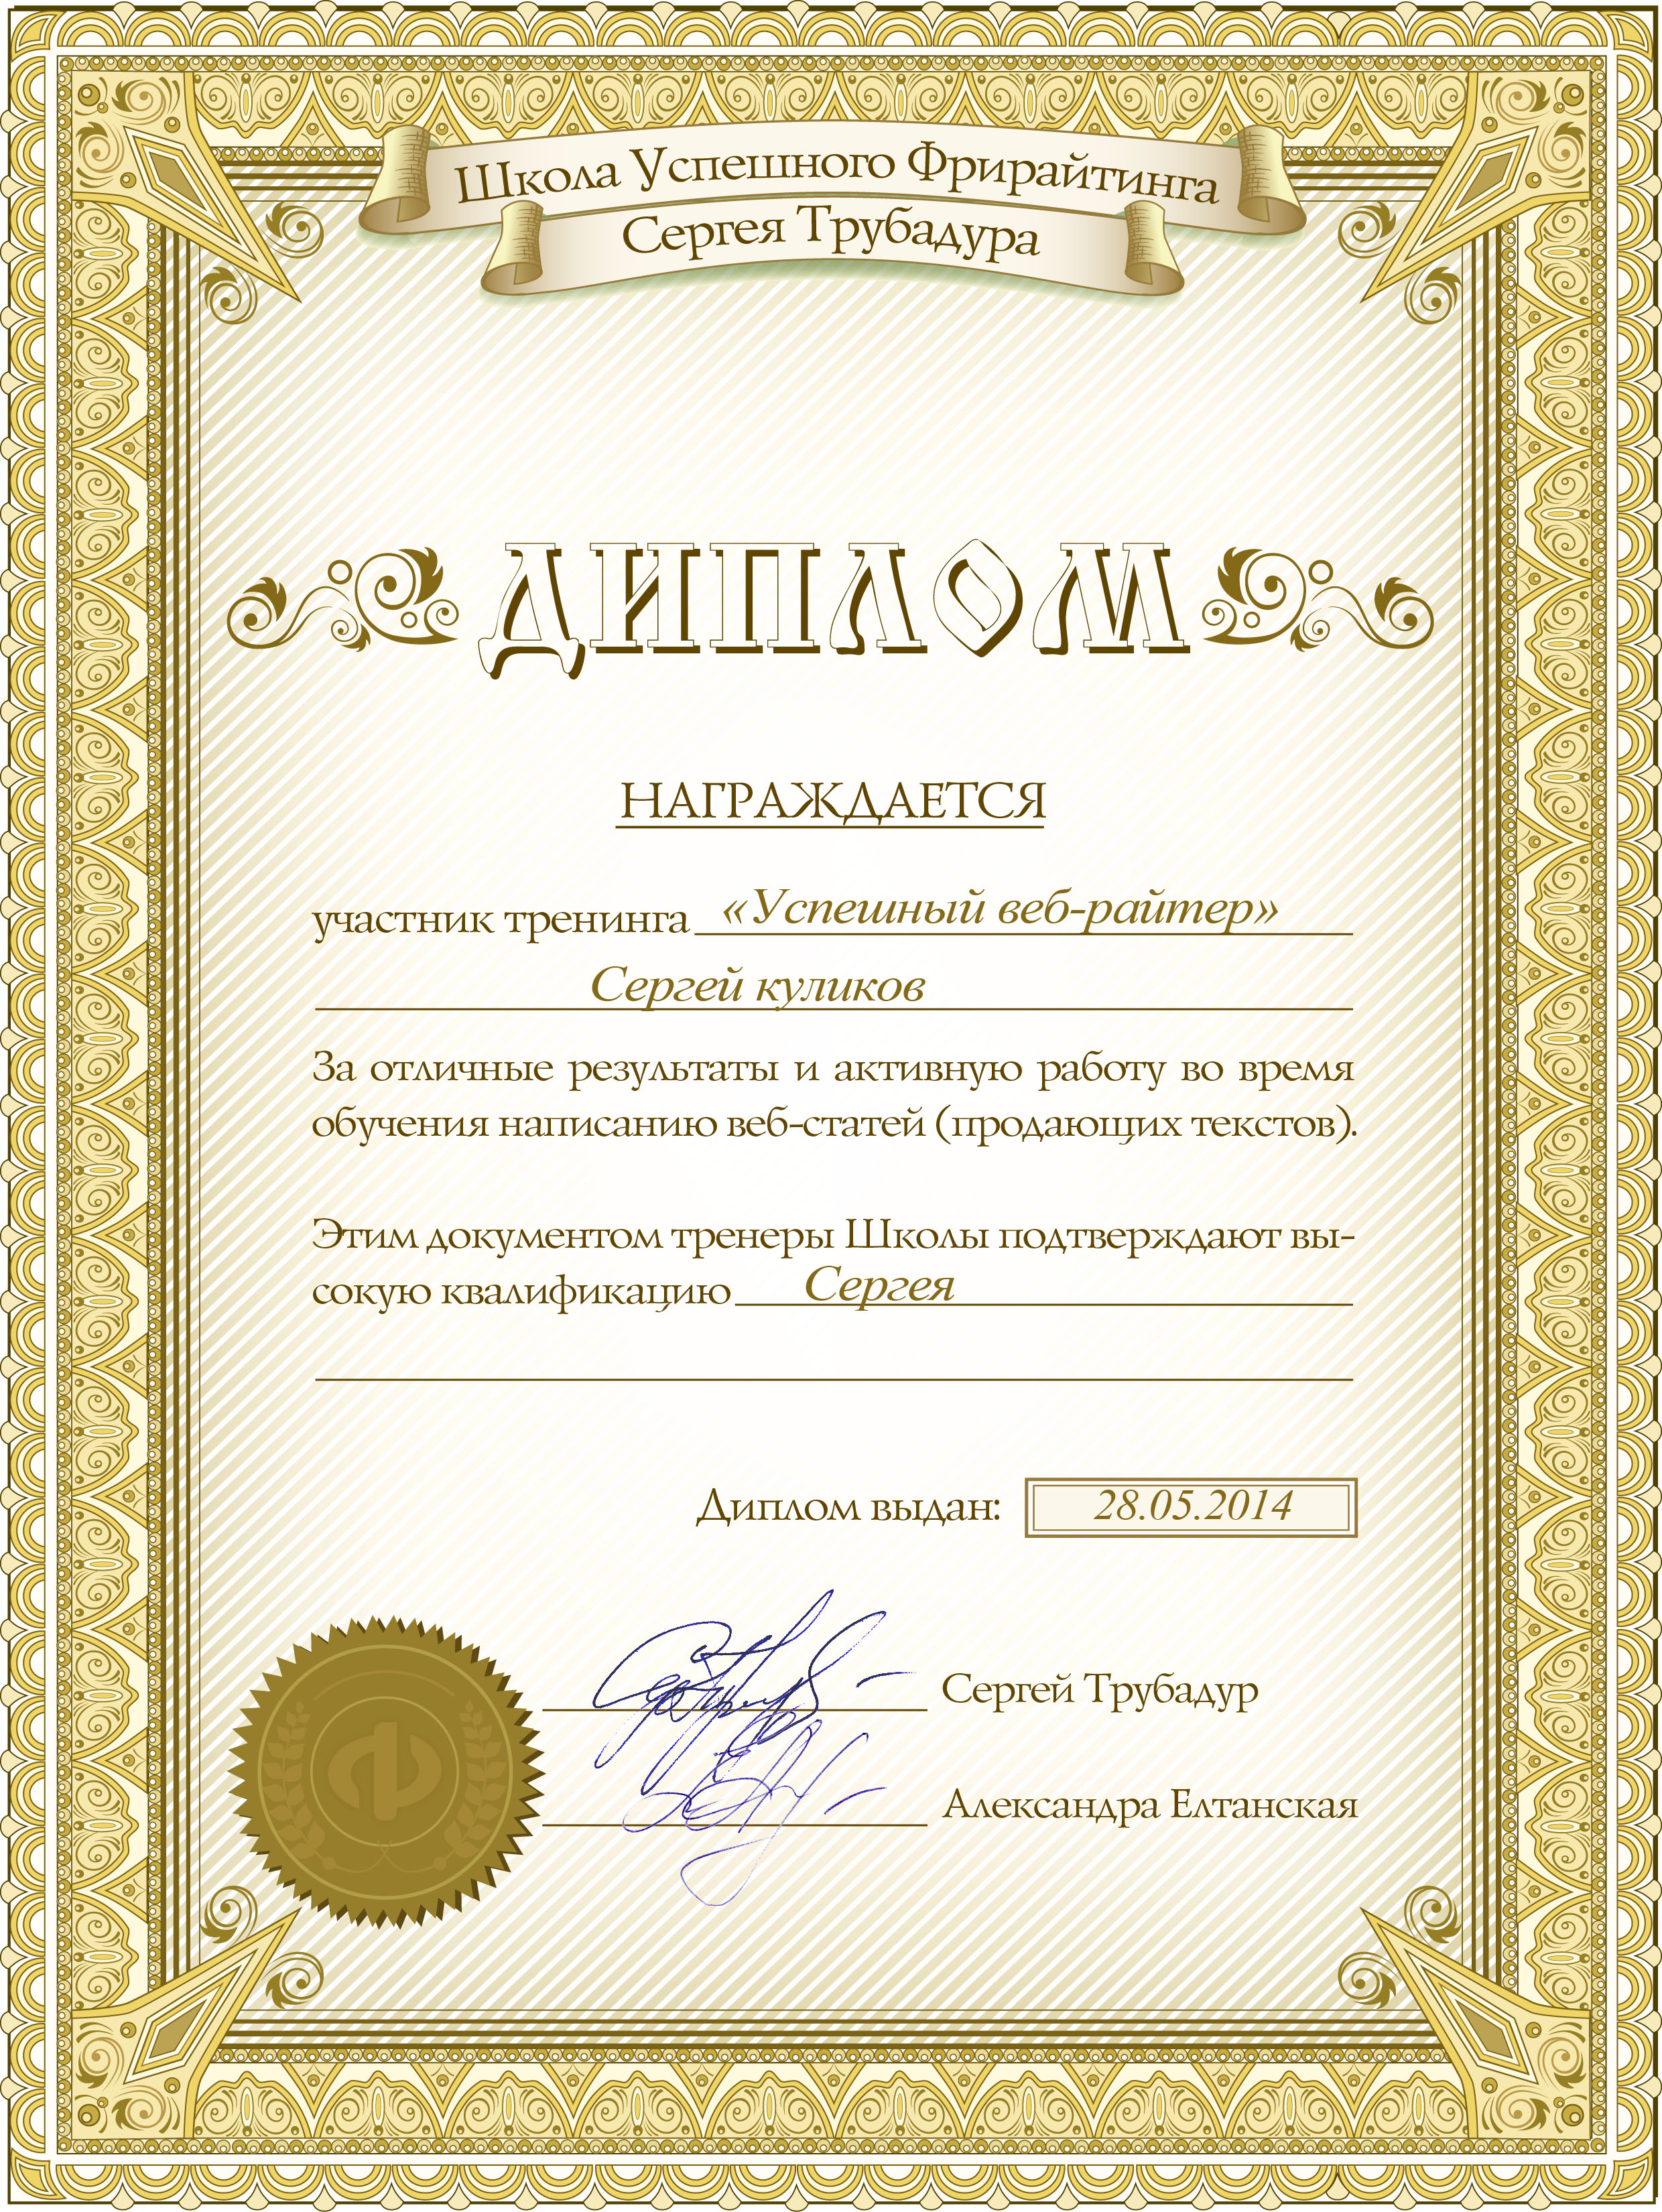 Школа Успешного Фрирайтинга
Сергея Трубадура
ДИПЛОМ
НАГРАЖДАЕТСЯ
участник тренинга «Успешный веб-райтер»
Сергей куликов
За отличные результаты и активную работу во время
обучения написанию веб-статей (продающих текстов).
Этим документом тренеры Школы подтверждают вы-
сокую квалификацию Сергея
Диплом выдан: 28.05.2014
Сергей Трубадур
Александра Елтанская